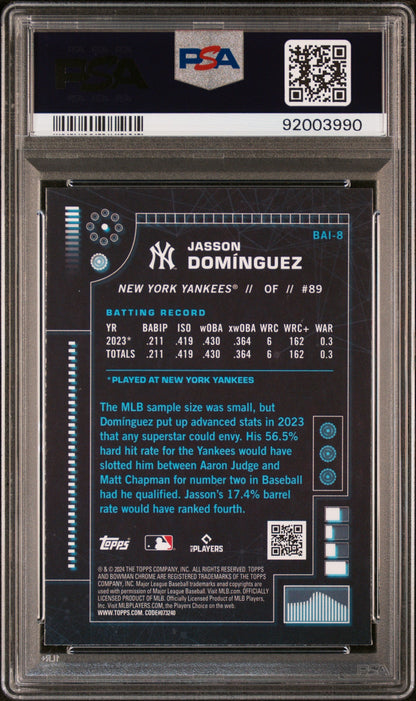 PSA
PSA
92003990
BAI-8
NY
JASSON
DOMÍNGUEZ
NEW YORK YANKEES® // OF // #89
BATTING RECORD
YR BABIP ISO wOBA xwOBA WRC WRC+ WAR
2023* .211 .419 .430 .364 6 162 0.3
TOTALS .211 .419 .430 .364 6 162 0.3
*PLAYED AT NEW YORK YANKEES
The MLB sample size was small, but
Domínguez put up advanced stats in 2023
that any superstar could envy. His 56.5%
hard hit rate for the Yankees would have
slotted him between Aaron Judge and
Matt Chapman for number two in Baseball
had he qualified. Jasson's 17.4% barrel
rate would have ranked fourth.
Topps
PLAYERS
® & © 2024 THE TOPPS COMPANY, INC. ALL RIGHTS RESERVED. TOPPS
AND BOWMAN CHROME ARE REGISTERED TRADEMARKS OF THE TOPPS
COMPANY, INC. Major League Baseball trademarks and copyrights are
used with permission of Major League Baseball. Visit MLB.com. OFFICIALLY
LICENSED PRODUCT OF MLB. Officially Licensed Product of MLB Players,
Inc. Visit MLBPLAYERS.com, the Players Choice on the web.
WWW.TOPPS.COM. CODE#073240
PSA